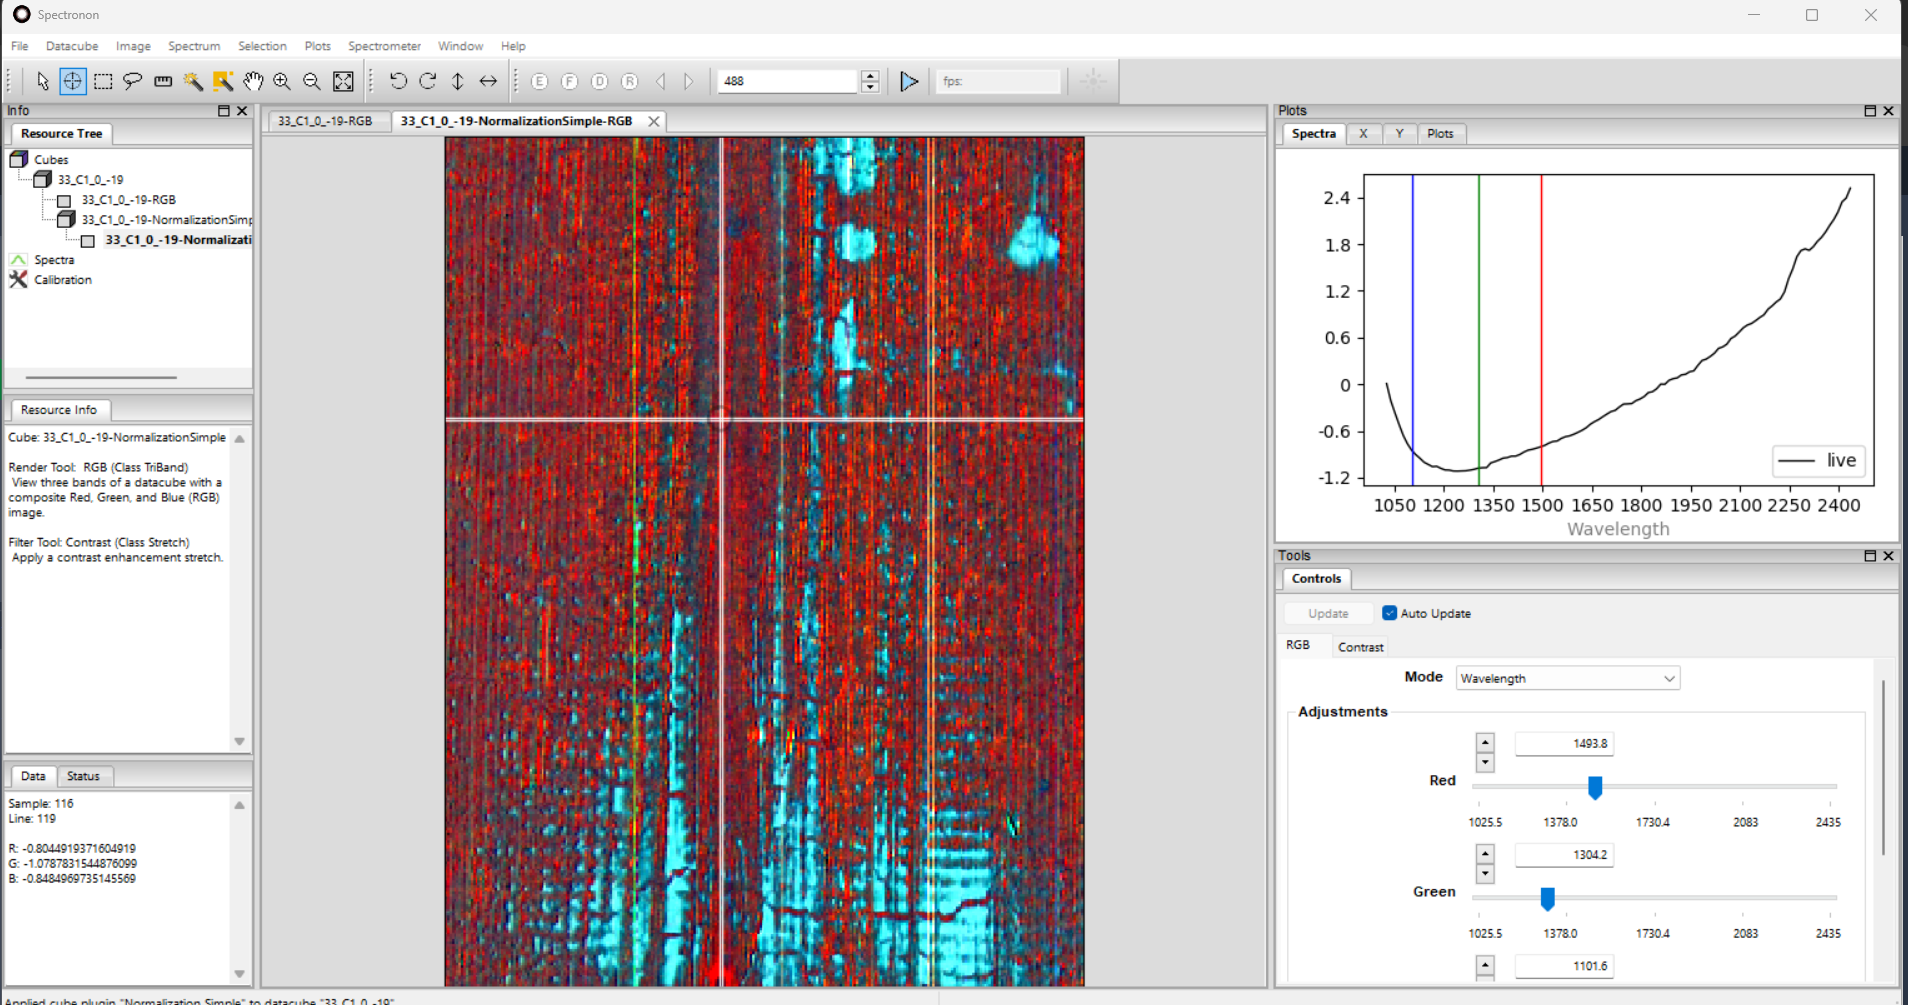 Spectronon
File Datacube Image Spectrum Selection Plots Spectrometer Window Help
E F D R 488 fps:
Info
Resource Tree
Cubes
33_C1_0_-19
33_C1_0_-19-RGB
33_C1_0_-19-NormalizationSimp
33_C1_0_-19-Normalizati
Spectra
Calibration
Resource Info
Cube: 33_C1_0_-19-NormalizationSimple
Render Tool: RGB (Class TriBand)
View three bands of a datacube with a
composite Red, Green, and Blue (RGB)
image.
Filter Tool: Contrast (Class Stretch)
Apply a contrast enhancement stretch.
Data Status
Sample: 116
Line: 119
R: -0.8044919371604919
G: -1.0787831544876099
B: -0.8484969735145569
33_C1_0_-19-RGB 33_C1_0_-19-NormalizationSimple-RGB
Plots
Spectra X Y Plots
2.4
1.8
1.2
0.6
0
-0.6
-1.2
live
1050 1200 1350 1500 1650 1800 1950 2100 2250 2400
Wavelength
Tools
Controls
Update Auto Update
RGB Contrast
Mode Wavelength
Adjustments
1493.8
Red
1025.5 1378.0 1730.4 2083 2435
1304.2
Green
1025.5 1378.0 1730.4 2083 2435
1101.6
Applied cube plugin "Normalization Simple" to datacube "33_C1_0_-19"